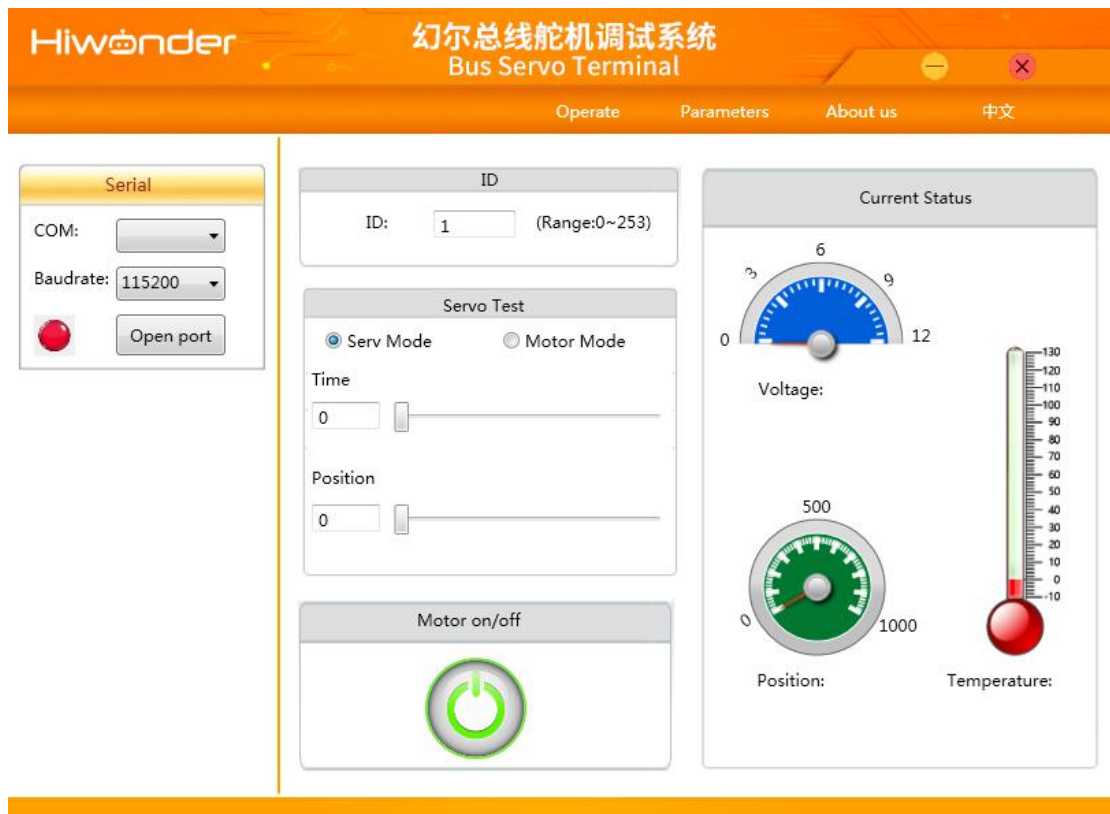 Hiwonder
幻尔总线舵机调试系统
Bus Servo Terminal
Operate Parameters About us 中文
Serial
COM:
Baudrate: 115200
Open port
ID
ID: 1 (Range:0~253)
Servo Test
Serv Mode Motor Mode
Time
0
Position
0
Motor on/off
Current Status
0 3 6 9 12
Voltage:
0 500 1000
Position:
130
120
110
100
90
80
70
60
50
40
30
20
10
0
-10
Temperature: